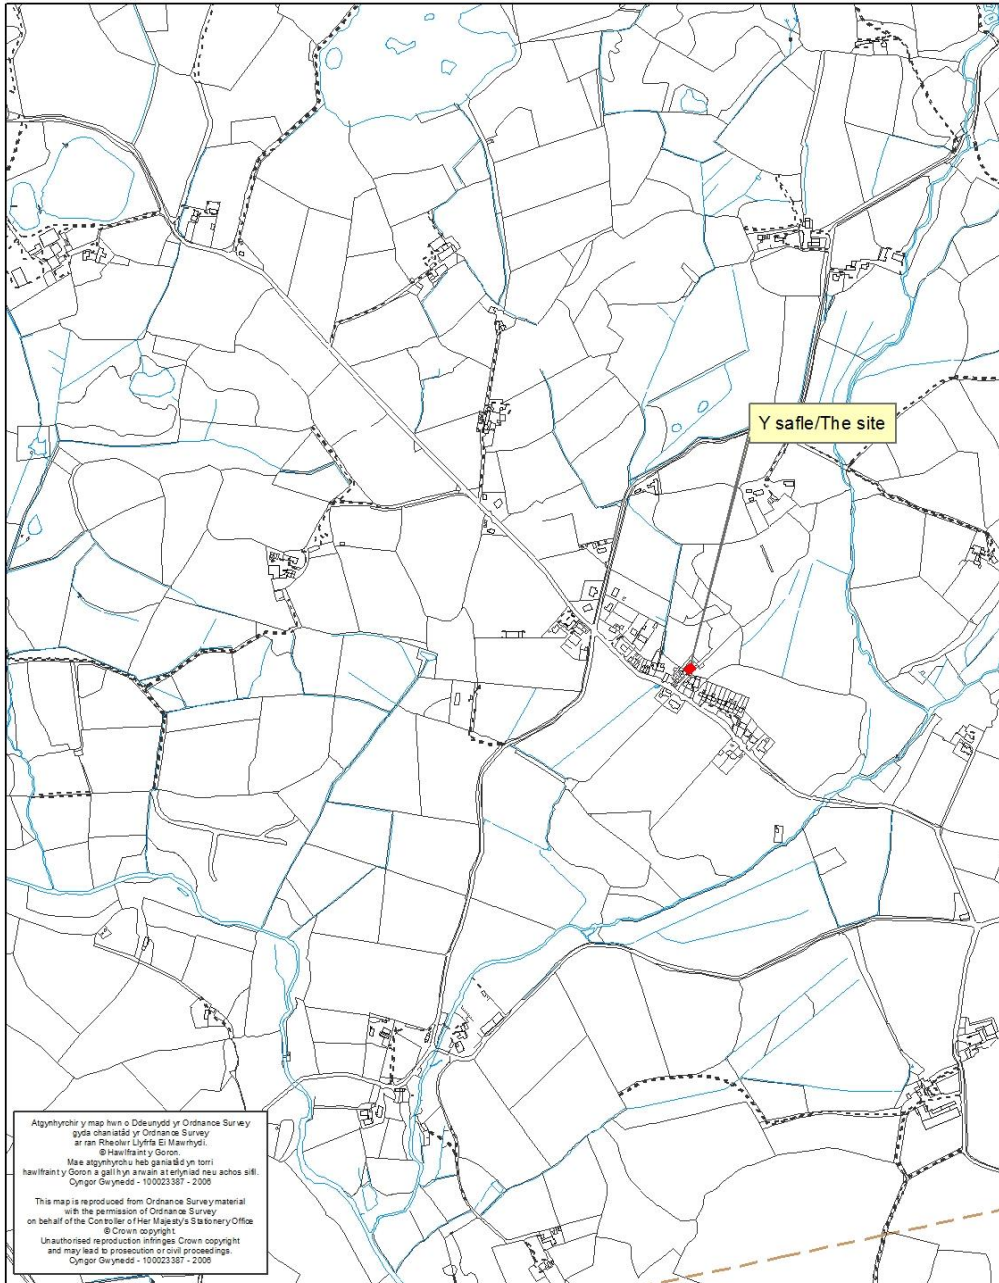 Y safle/The site
Atgynhyrchir y map hwn o Ddeunydd yr Ordnance Survey
gyda chaniatâd yr Ordnance Survey
ar ran Rheolwr Llyfrfa Ei Mawrhydi.
© Hawlfraint y Goron.
Mae atgynhyrchu heb ganiatâd yn torri
hawlfraint y Goron a gall hyn arwain at erlyniad neu achos sifil.
Cyngor Gwynedd - 100023387 - 2006
This map is reproduced from Ordnance Survey material
with the permission of Ordnance Survey
on behalf of the Controller of Her Majesty's Stationery Office
© Crown copyright.
Unauthorised reproduction infringes Crown copyright
and may lead to prosecution or civil proceedings.
Cyngor Gwynedd - 100023387 - 2006